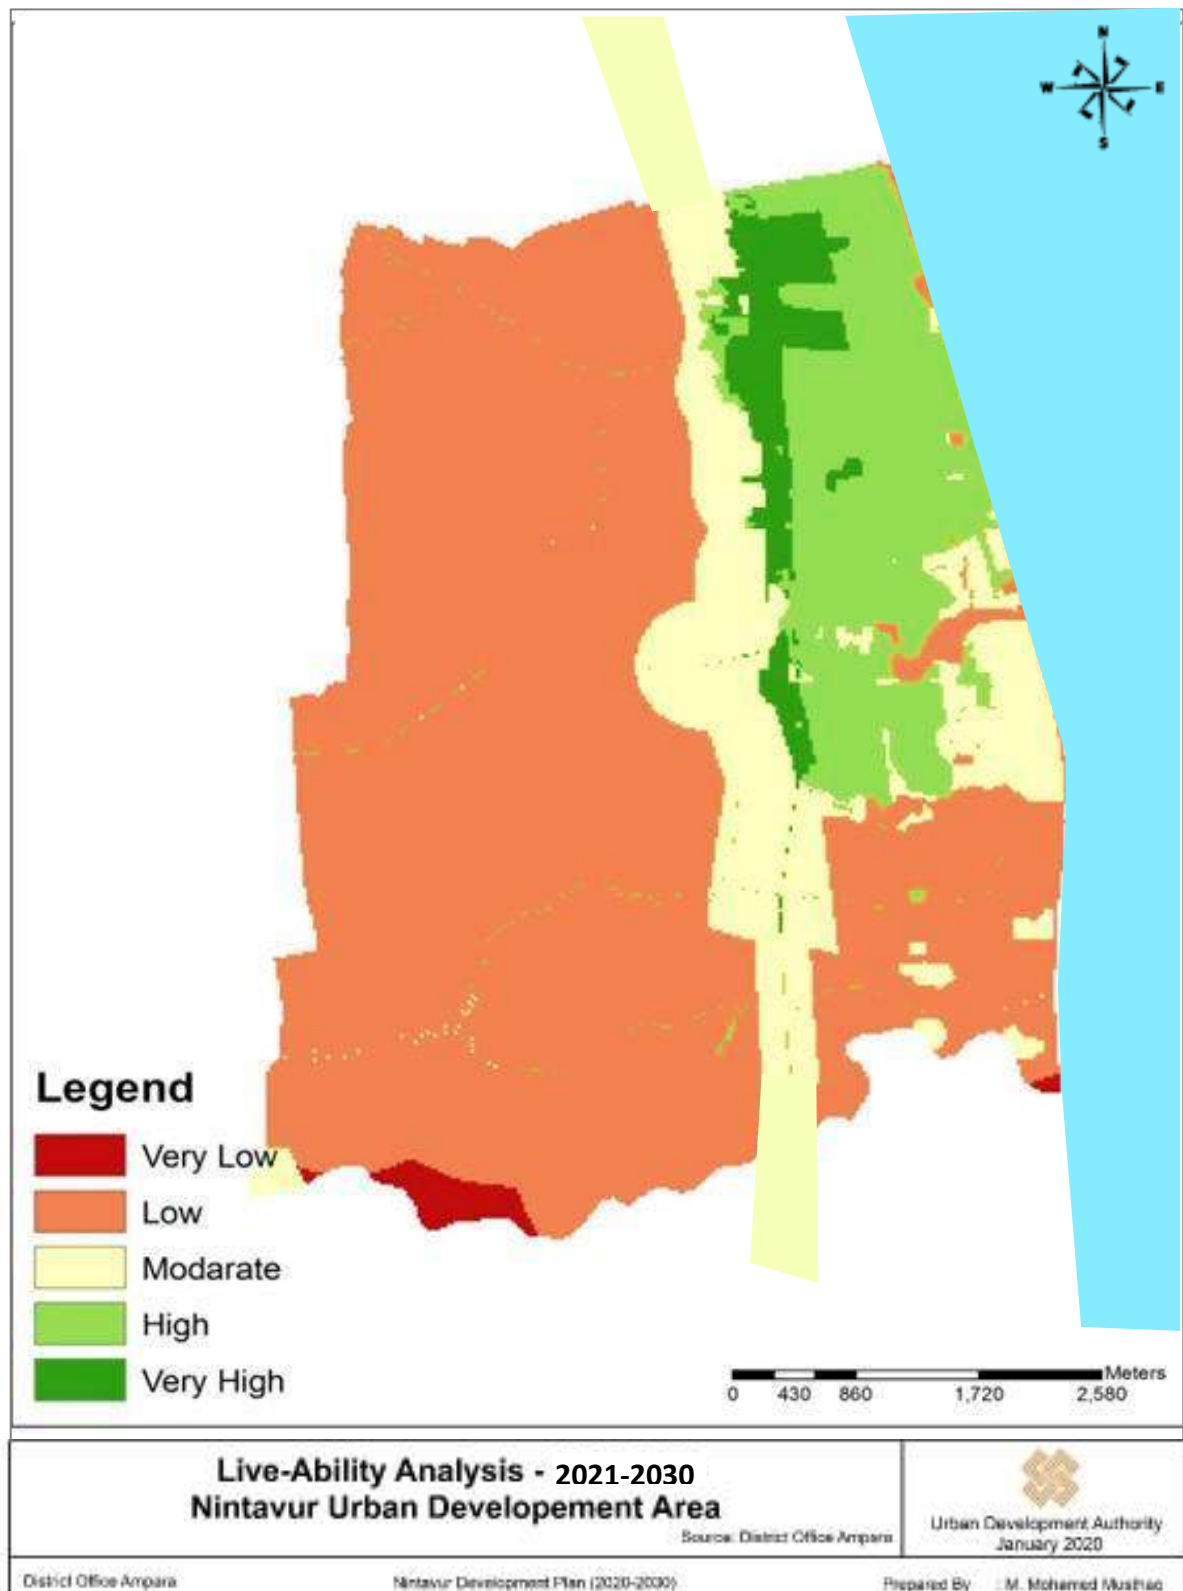 N
W E
S
Legend
Very Low
Low
Modarate
High
Very High
Meters
0 430 860 1,720 2,580
Live-Ability Analysis - 2021-2030
Nintavur Urban Developement Area
Source: District Office Ampara
Urban Development Authority
January 2020
District Office Ampara
Nintavur Development Plan (2020-2030)
Prepared By : M. Mohamed Musthaq